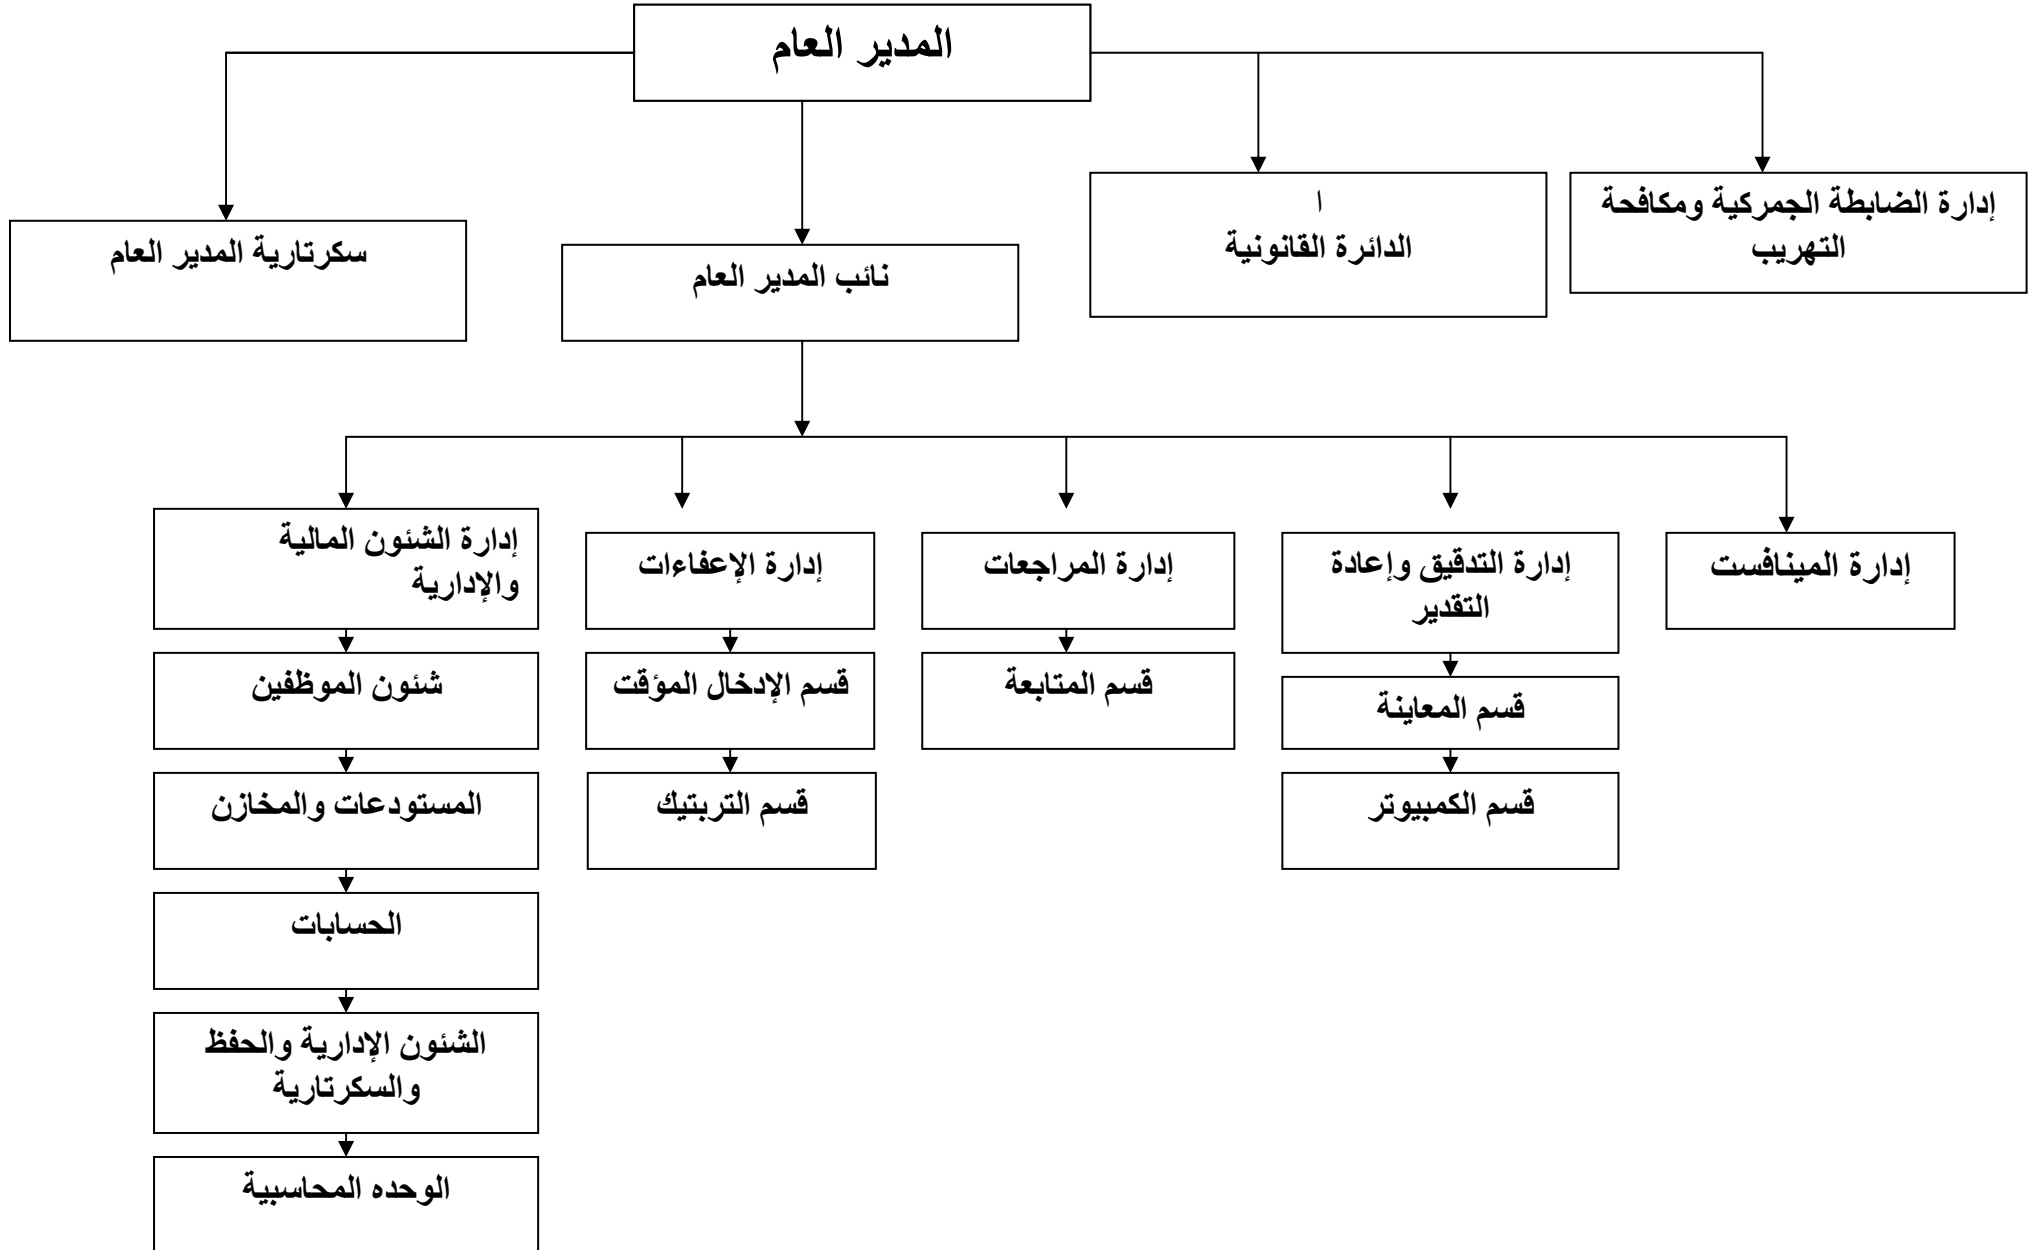 المدير العام
إدارة الضابطة الجمركية ومكافحة
التهريب
ا
الدائرة القانونية
نائب المدير العام
سكرتارية المدير العام
إدارة المينافست
إدارة التدقيق وإعادة
التقدير
إدارة المراجعات
إدارة الإعفاءات
إدارة الشئون المالية
والإدارية
قسم المعاينة
قسم المتابعة
قسم الإدخال المؤقت
شئون الموظفين
قسم الكمبيوتر
قسم التربتيك
المستودعات والمخازن
الحسابات
الشئون الإدارية والحفظ
والسكرتارية
الوحده المحاسبية